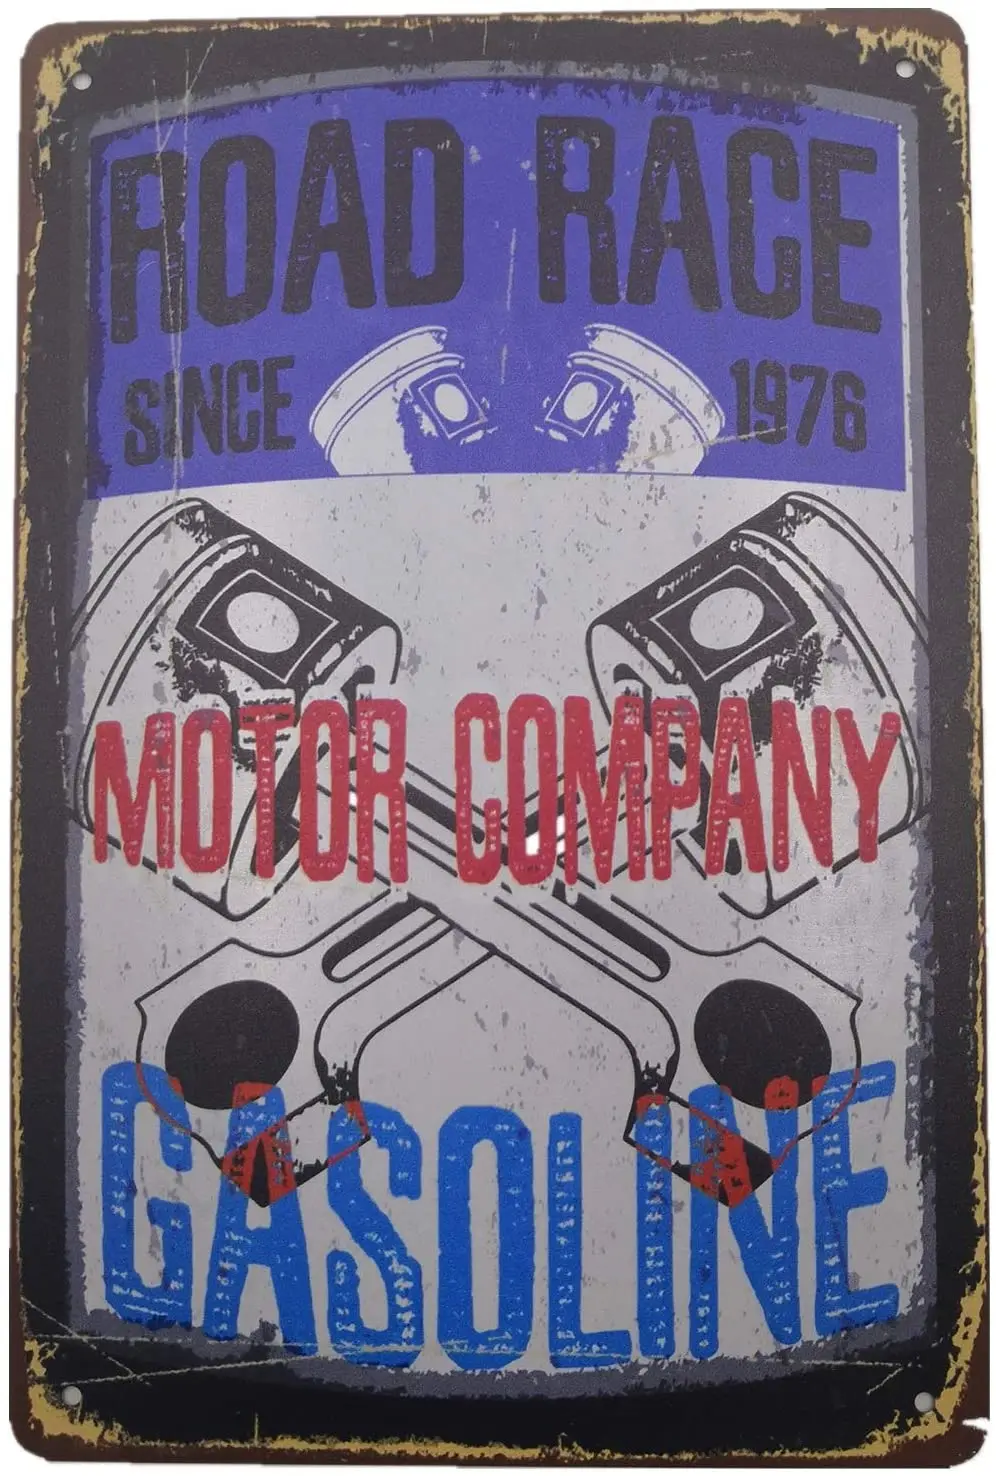 ROAD RACE
SINCE 1976
MOTOR COMPANY
GASOLINE